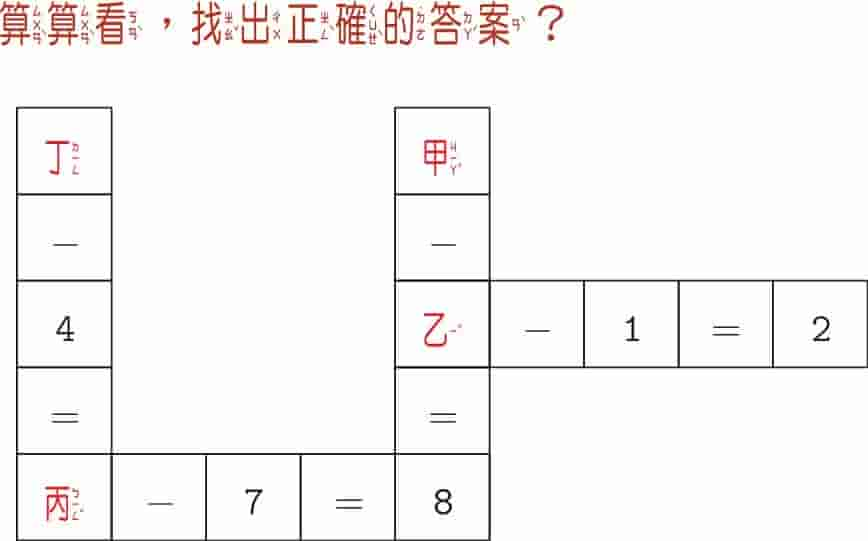 算ㄙㄨㄢˋ算ㄙㄨㄢˋ看ㄎㄢˋ，找ㄓㄠˇ出ㄔㄨ正ㄓㄥˋ確ㄑㄩㄝˋ的ㄉㄜ˙答ㄉㄚˊ案ㄢˋ？
丁ㄉㄧㄥ 甲ㄐㄧㄚˇ
－ －
4 乙ㄧˇ － 1 ＝ 2
＝ ＝
丙ㄅㄧㄥˇ － 7 ＝ 8